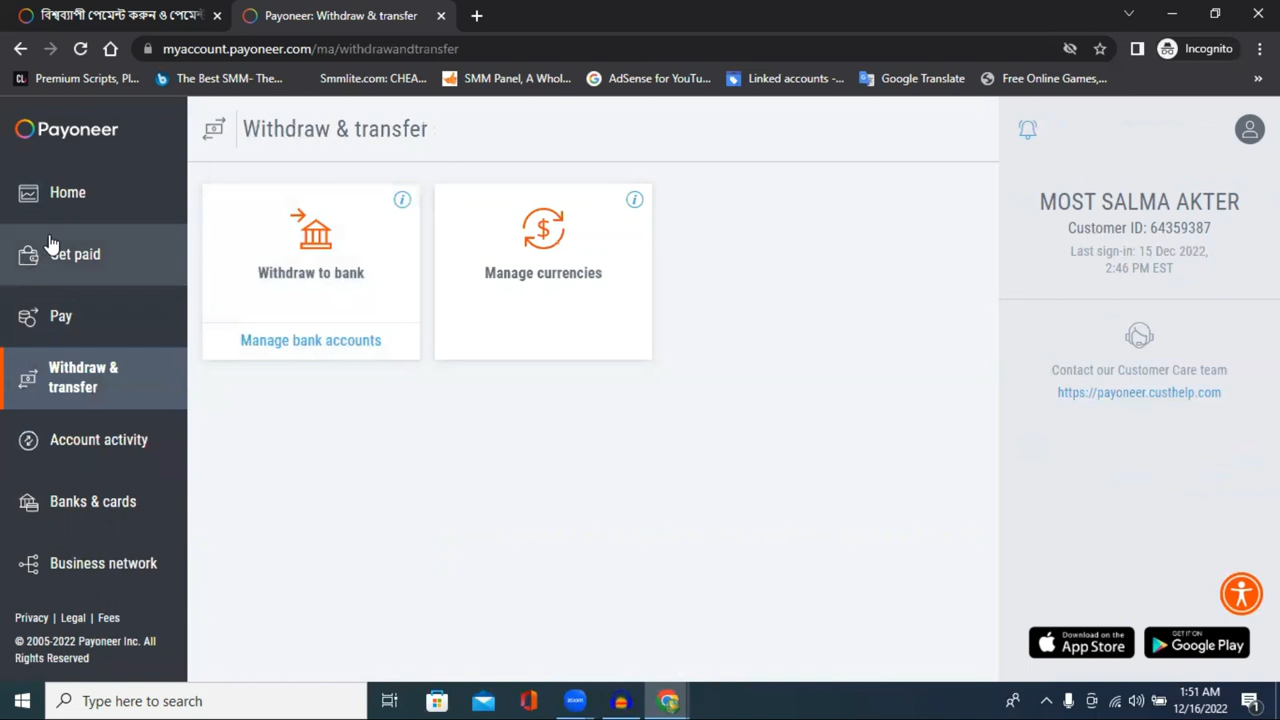 বিশ্বব্যাপী পেমেন্ট করুন ও পেমেন্ট
Payoneer: Withdraw & transfer
myaccount.payoneer.com/ma/withdrawandtransfer
Incognito
CL Premium Scripts, Pl...
The Best SMM- The...
Smmlite.com: CHEA...
SMM Panel, A Whol...
AdSense for YouTu...
Linked accounts -...
Google Translate
Free Online Games,...
Payoneer
Home
Get paid
Pay
Withdraw &
transfer
Account activity
Banks & cards
Business network
Privacy | Legal | Fees
© 2005-2022 Payoneer Inc. All
Rights Reserved
Withdraw & transfer
Withdraw to bank
Manage bank accounts
Manage currencies
MOST SALMA AKTER
Customer ID: 64359387
Last sign-in: 15 Dec 2022,
2:46 PM EST
Contact our Customer Care team
https://payoneer.custhelp.com
Download on the
App Store
GET IT ON
Google Play
Type here to search
zoom
1:51 AM
12/16/2022
1